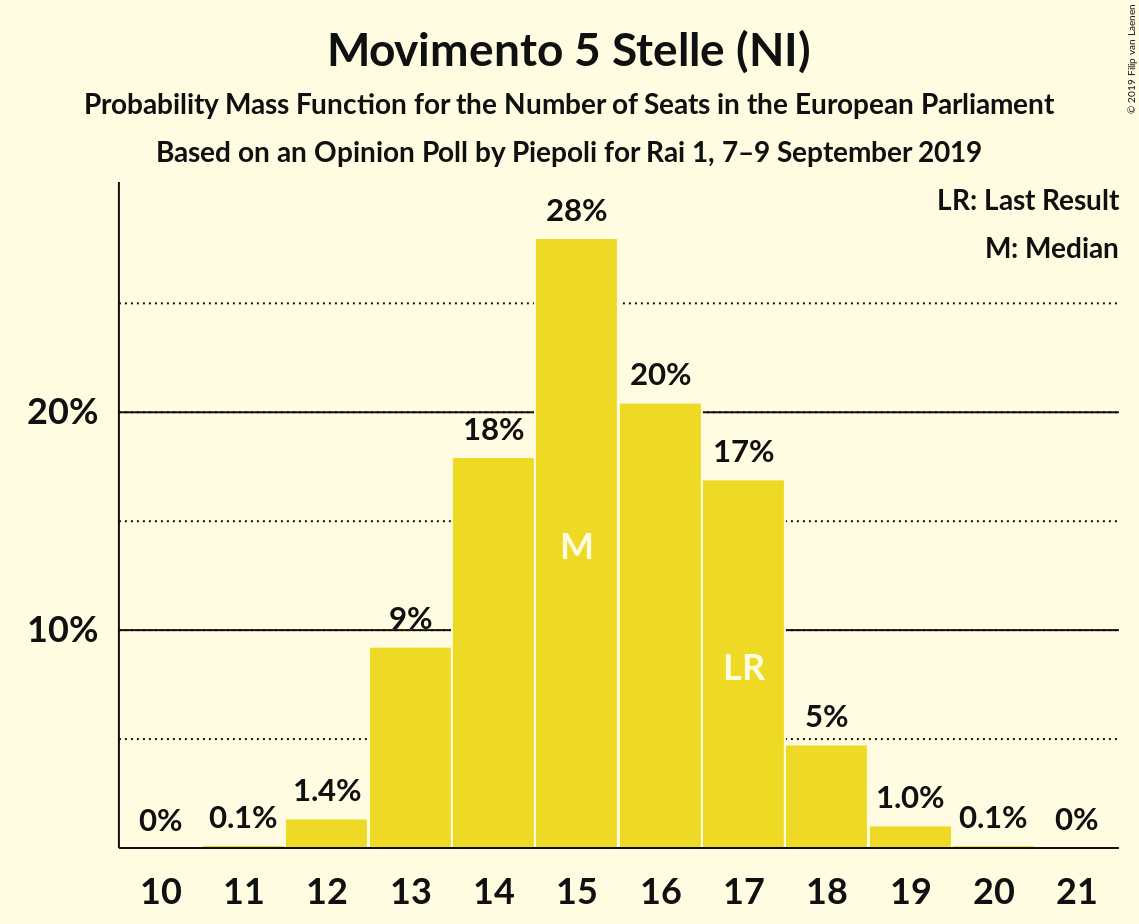 Movimento 5 Stelle (NI)
Probability Mass Function for the Number of Seats in the European Parliament
Based on an Opinion Poll by Piepoli for Rai 1, 7–9 September 2019
© 2019 Filip van Laenen
LR: Last Result
M: Median
20%
10%
0%
0.1%
1.4%
9%
18%
28%
20%
17%
5%
1.0%
0.1%
0%
M
LR
10 11 12 13 14 15 16 17 18 19 20 21